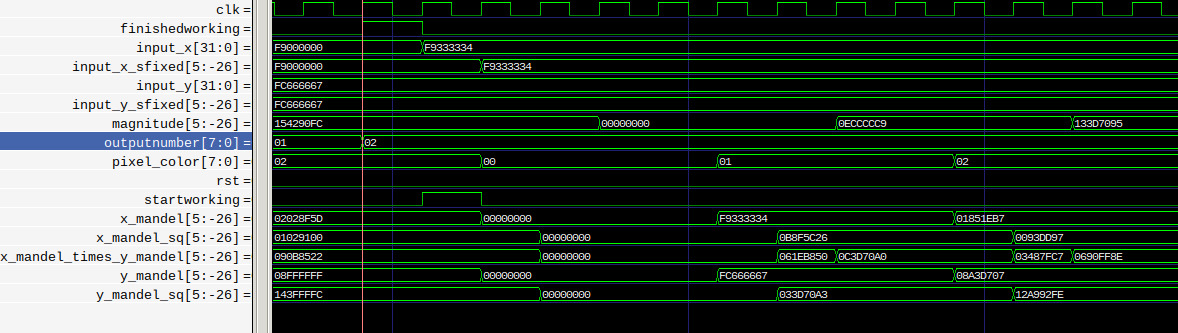 clk =
finishedworking =
input_x[31:0] = F9000000 F9333334
input_x_sfixed[5:-26] = F9000000 F9333334
input_y[31:0] = FC666667
input_y_sfixed[5:-26] = FC666667
magnitude[5:-26] = 154290FC 00000000 0ECCCCC9 133D7095
outputnumber[7:0] = 01 02
pixel_color[7:0] = 02 00 01 02
rst =
startworking =
x_mandel[5:-26] = 02028F5D 00000000 F9333334 01851EB7
x_mandel_sq[5:-26] = 01029100 00000000 0B8F5C26 0093DD97
x_mandel_times_y_mandel[5:-26] = 090B8522 00000000 061EB850 0C3D70A0 03487FC7 0690FF8E
y_mandel[5:-26] = 08FFFFFF 00000000 FC666667 08A3D707
y_mandel_sq[5:-26] = 143FFFFC 00000000 033D70A3 12A992FE